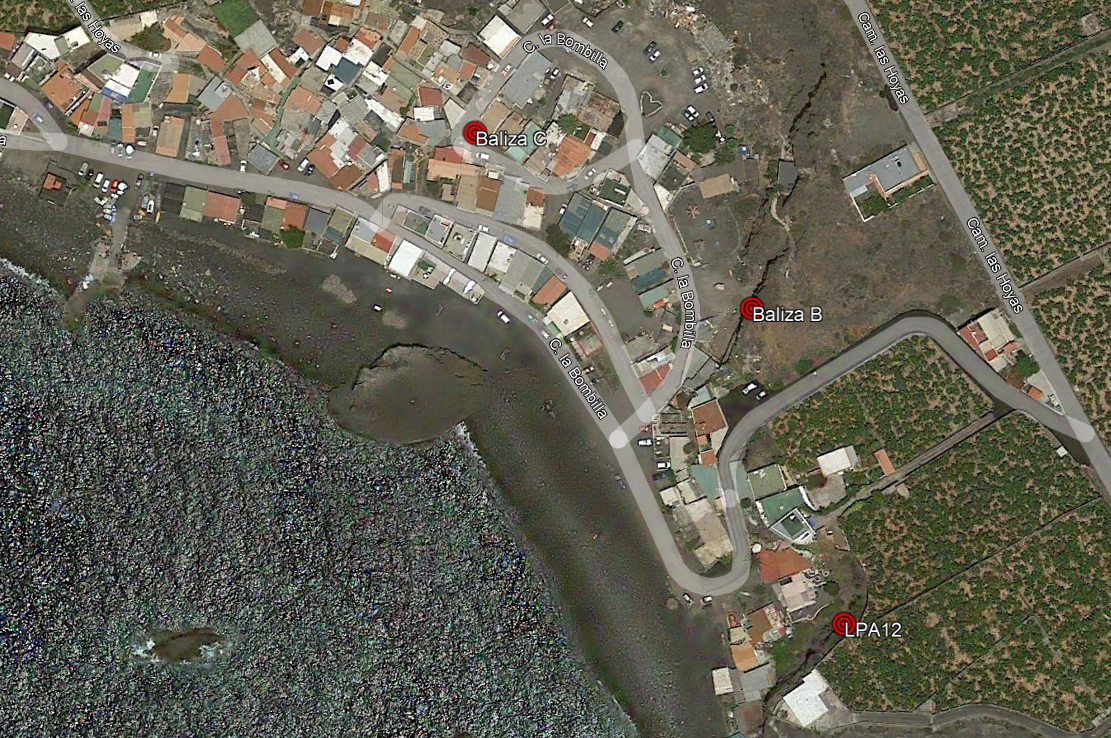 las Hoyas
C. la Bombilla
Cam. las Hoyas
Baliza C
a
Cam. las Hoyas
C. la Bombilla
Baliza B
C. la Bombilla
LPA12